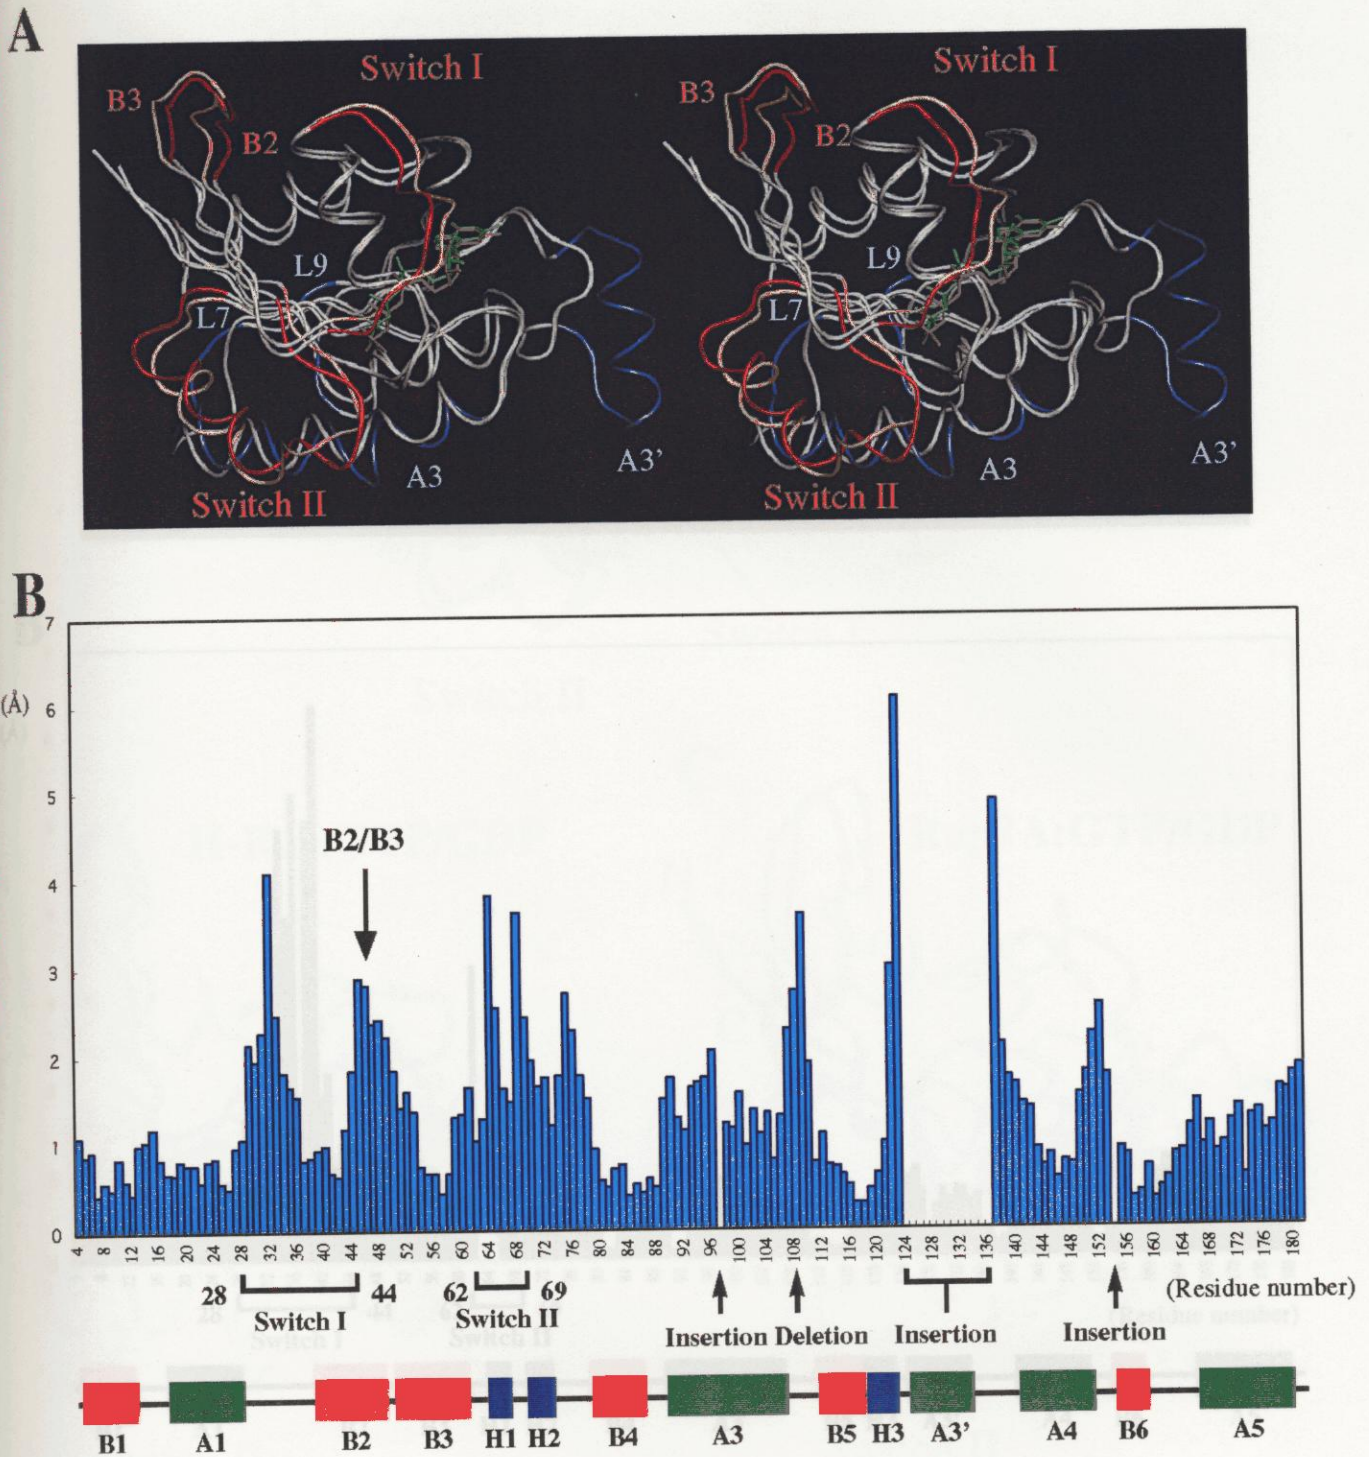 A
Switch I
Switch I
B3
B2
B3
B2
L9
L7
L9
L7
A3
A3'
A3
A3'
Switch II
Switch II
B
7
(Å)
6
5
4
3
2
1
0
B2/B3
4 8 12 16 20 24 28 32 36 40 44 48 52 56 60 64 68 72 76 80 84 88 92 96 100 104 108 112 116 120 124 128 132 136 140 144 148 152 156 160 164 168 172 176 180
28 44 62 69
(Residue number)
Switch I
Switch II
Insertion Deletion Insertion Insertion
B1 A1 B2 B3 H1 H2 B4 A3 B5 H3 A3' A4 B6 A5